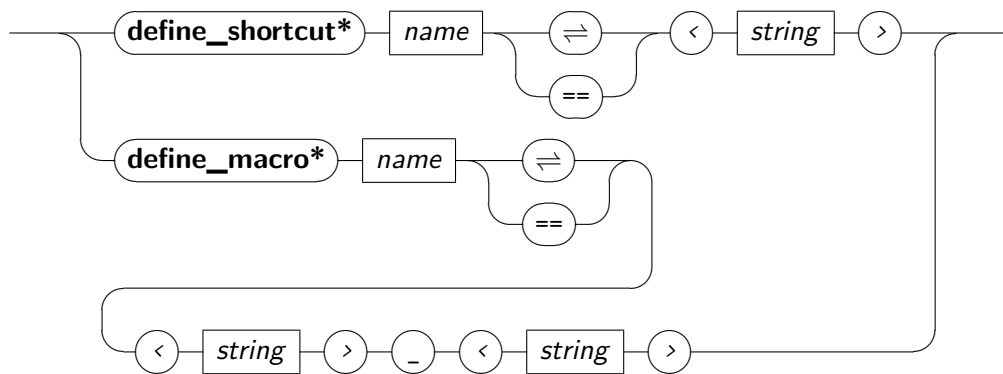 define_shortcut* name ⇌ < string >
==
define_macro* name ⇌
==
< string > _ < string >